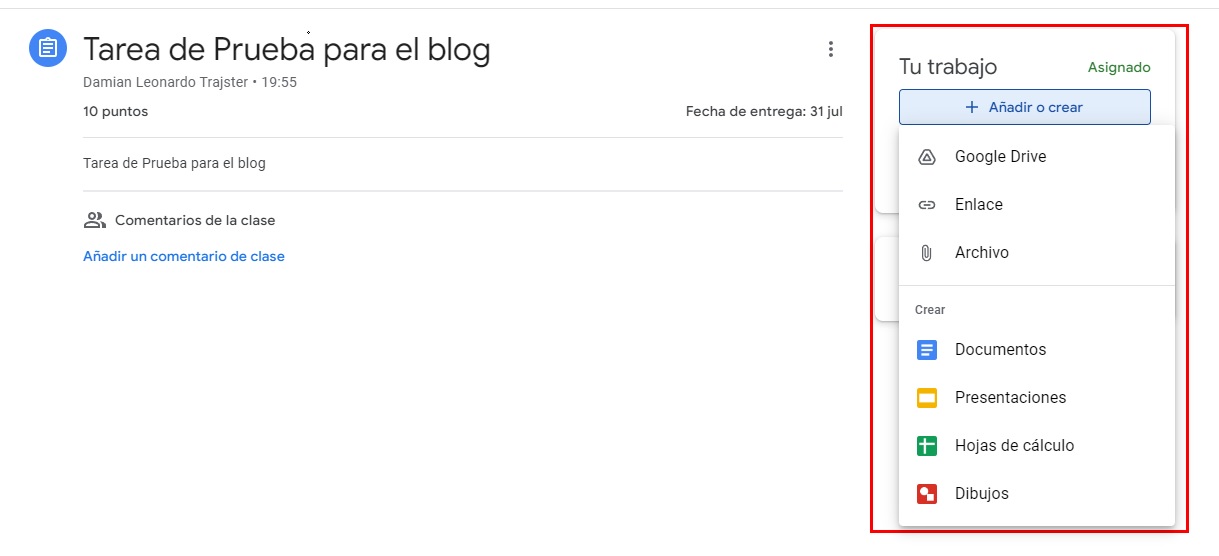 Tarea de Prueba para el blog
Damian Leonardo Trajster • 19:55
10 puntos
Fecha de entrega: 31 jul
Tarea de Prueba para el blog
Comentarios de la clase
Añadir un comentario de clase
Tu trabajo
Asignado
+ Añadir o crear
Google Drive
Enlace
Archivo
Crear
Documentos
Presentaciones
Hojas de cálculo
Dibujos